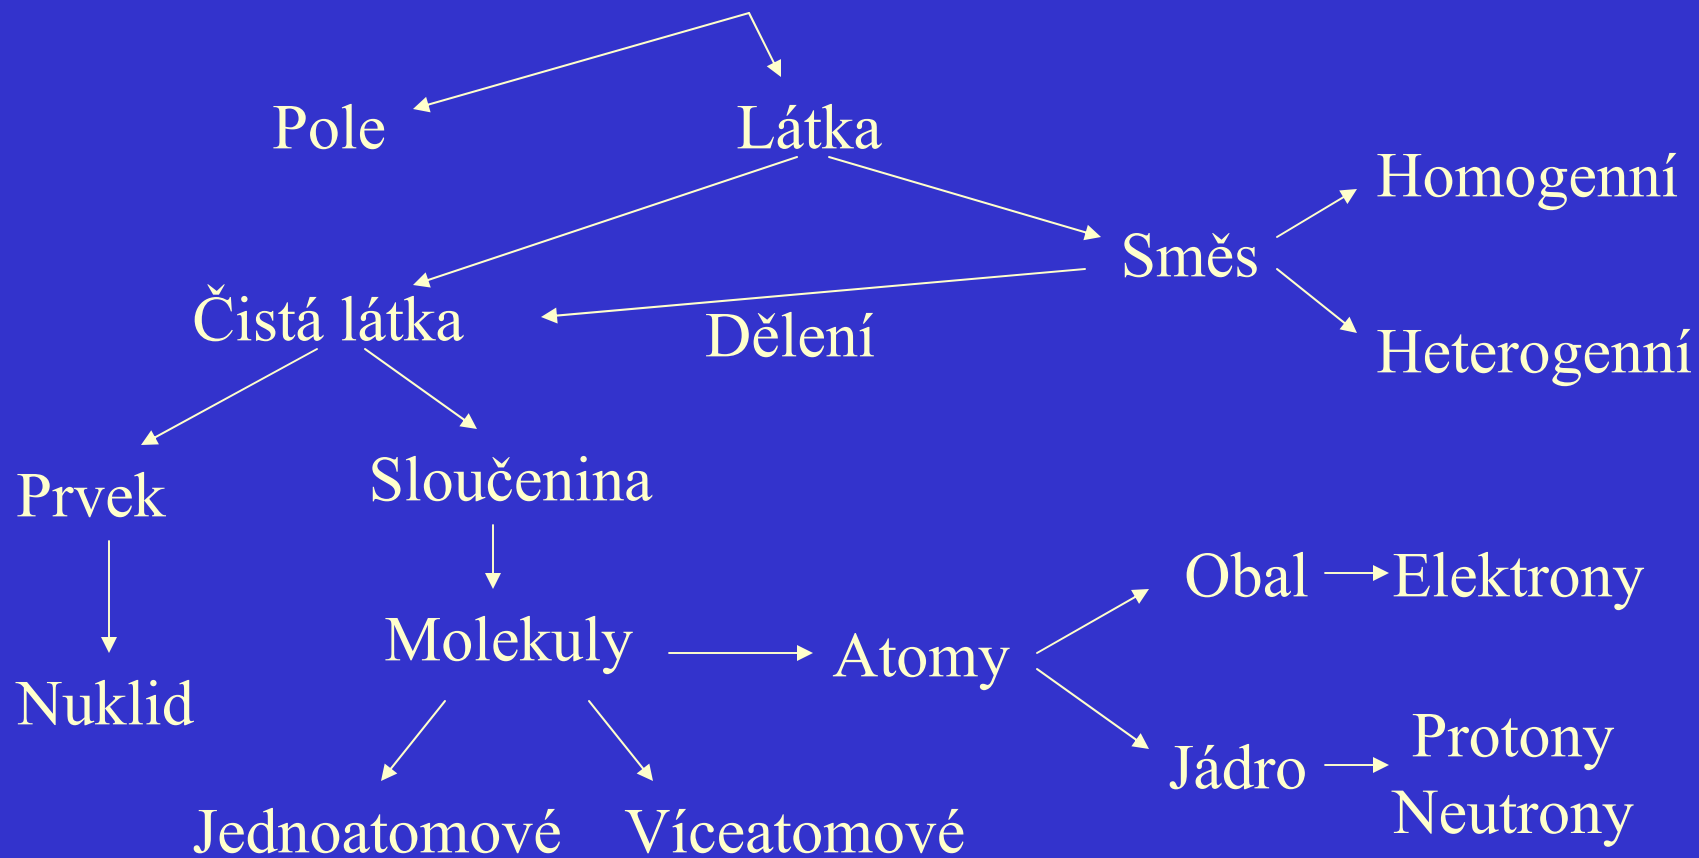 Pole
Látka
Homogenní
Směs
Čistá látka
Dělení
Heterogenní
Prvek
Sloučenina
Obal
Elektrony
Molekuly
Atomy
Nuklid
Jádro
Protony
Neutrony
Jednoatomové
Víceatomové